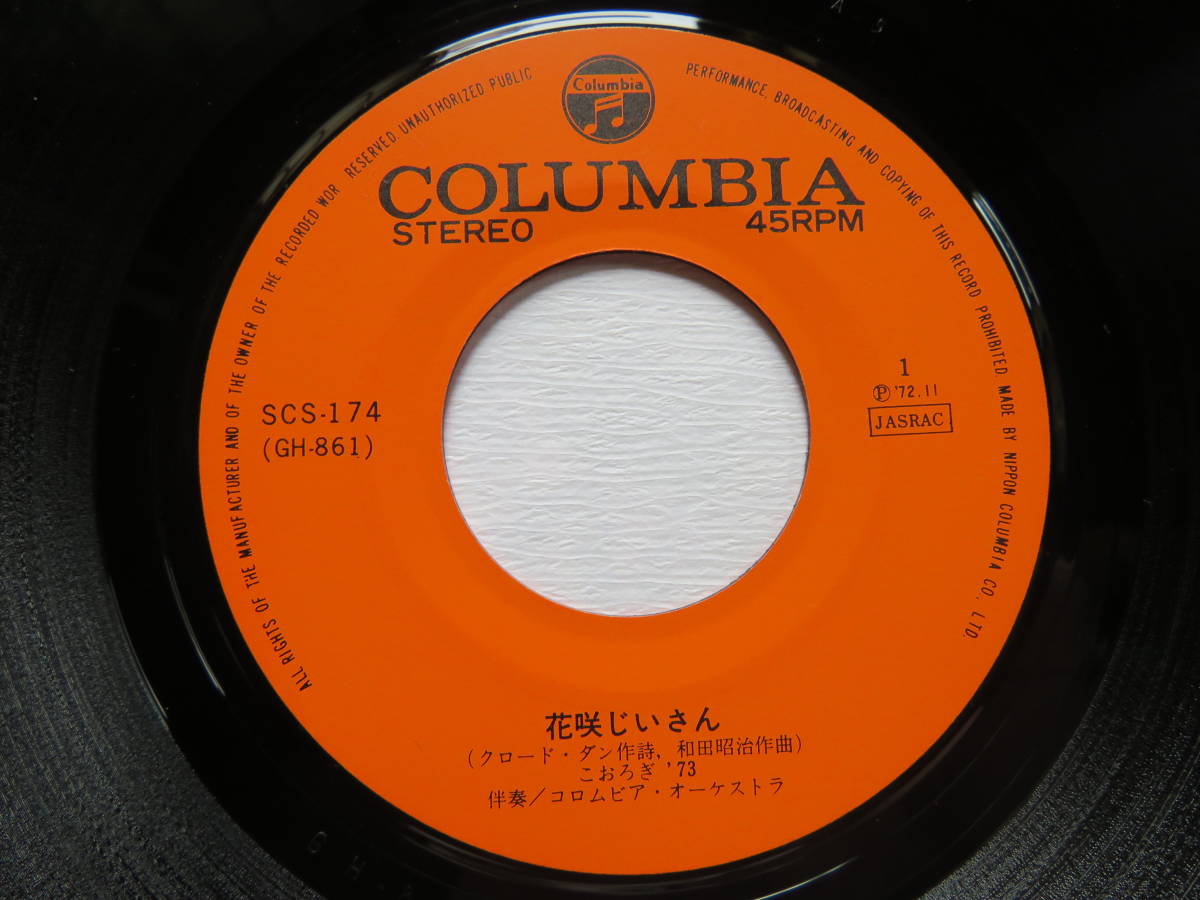 Columbia
ALL RIGHTS OF THE MANUFACTURER AND OF THE OWNER OF THE RECORDED WOR RESERVED. UNAUTHORIZED PUBLIC
PERFORMANCE, BROADCASTING AND COPYING OF THIS RECORD PROHIBITED. MADE BY NIPPON COLUMBIA CO., LTD.
COLUMBIA
STEREO 45RPM
1
SCS-174
Ⓟ '72.11
(GH-861)
JASRAC
花咲じいさん
(クロード・ダン作詩, 和田昭治作曲)
こおろぎ '73
伴奏/コロムビア・オーケストラ